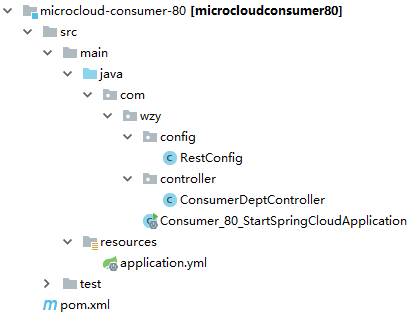 microcloud-consumer-80 [microcloudconsumer80]
src
main
java
com
wzy
config
RestConfig
controller
ConsumerDeptController
Consumer_80_StartSpringCloudApplication
resources
application.yml
test
pom.xml